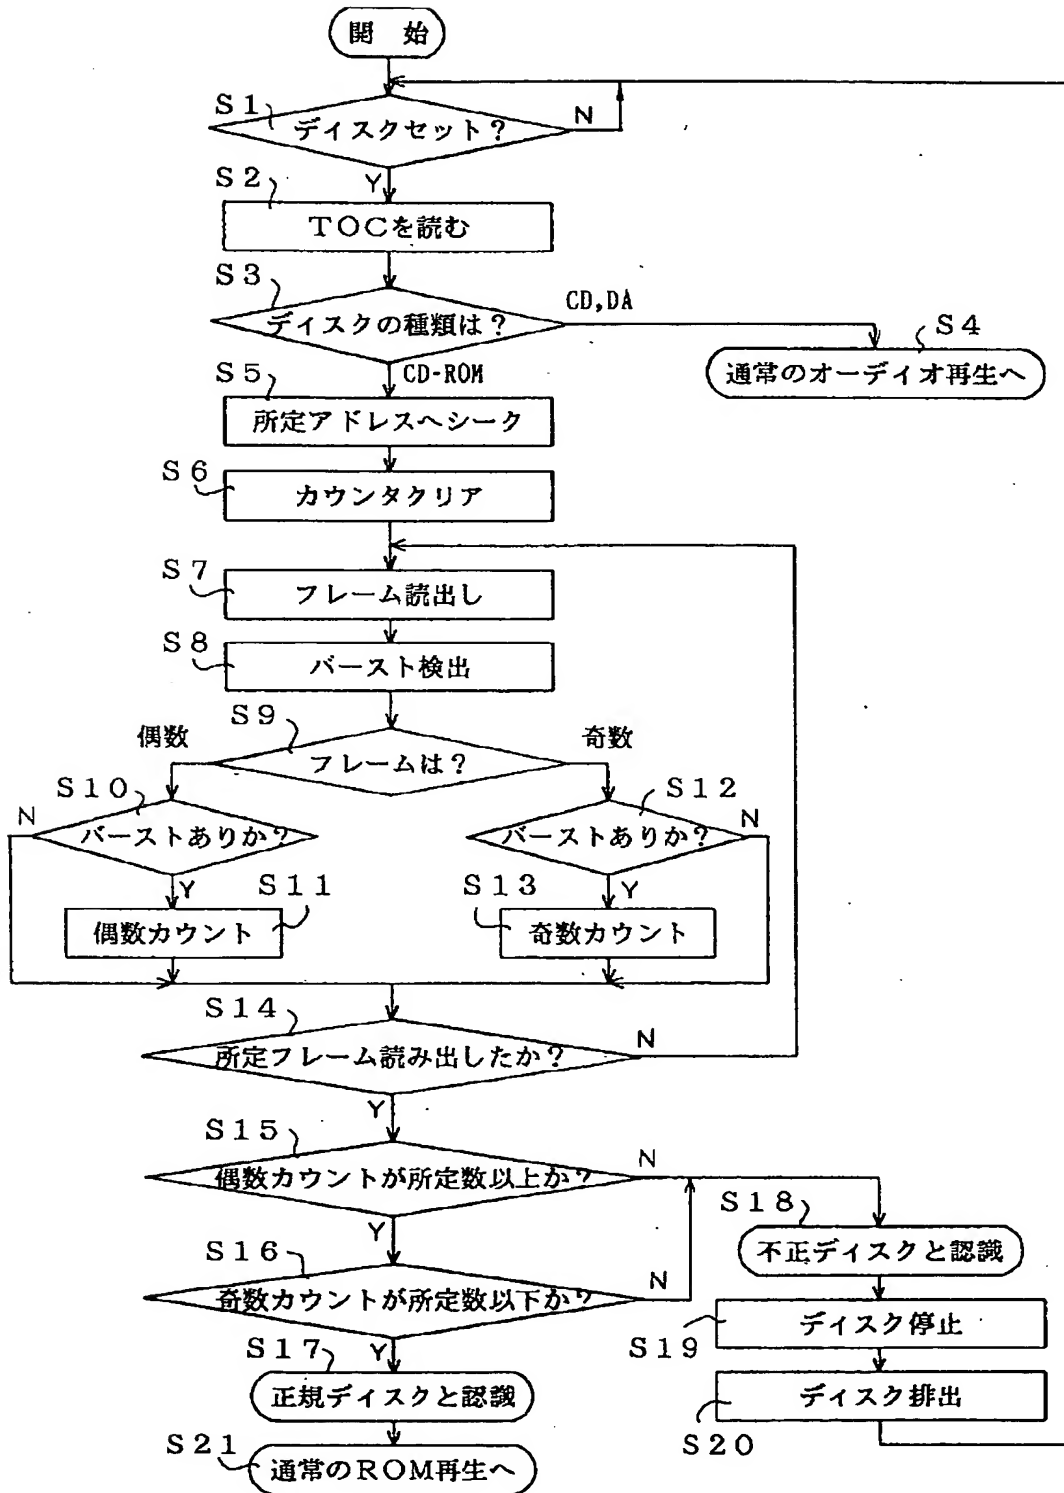 開 始
S1
ディスクセット?
N
Y
S2
TOCを読む
S3
ディスクの種類は?
CD,DA
S4
通常のオーディオ再生へ
CD-ROM
S5
所定アドレスへシーク
S6
カウンタクリア
S7
フレーム読出し
S8
バースト検出
S9
偶数
フレームは?
奇数
S10
N
バーストありか?
Y
S11
偶数カウント
S12
N
バーストありか?
Y
S13
奇数カウント
S14
所定フレーム読み出したか?
N
Y
S15
偶数カウントが所定数以上か?
N
Y
S16
奇数カウントが所定数以下か?
N
Y
S17
正規ディスクと認識
S21
通常のROM再生へ
S18
不正ディスクと認識
S19
ディスク停止
S20
ディスク排出